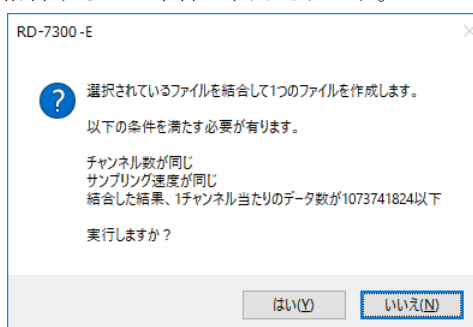 RD-7300 -E
選択されているファイルを結合して1つのファイルを作成します。
以下の条件を満たす必要が有ります。
チャンネル数が同じ
サンプリング速度が同じ
結合した結果、1チャンネル当たりのデータ数が1073741824以下
実行しますか？
はい(Y)
いいえ(N)